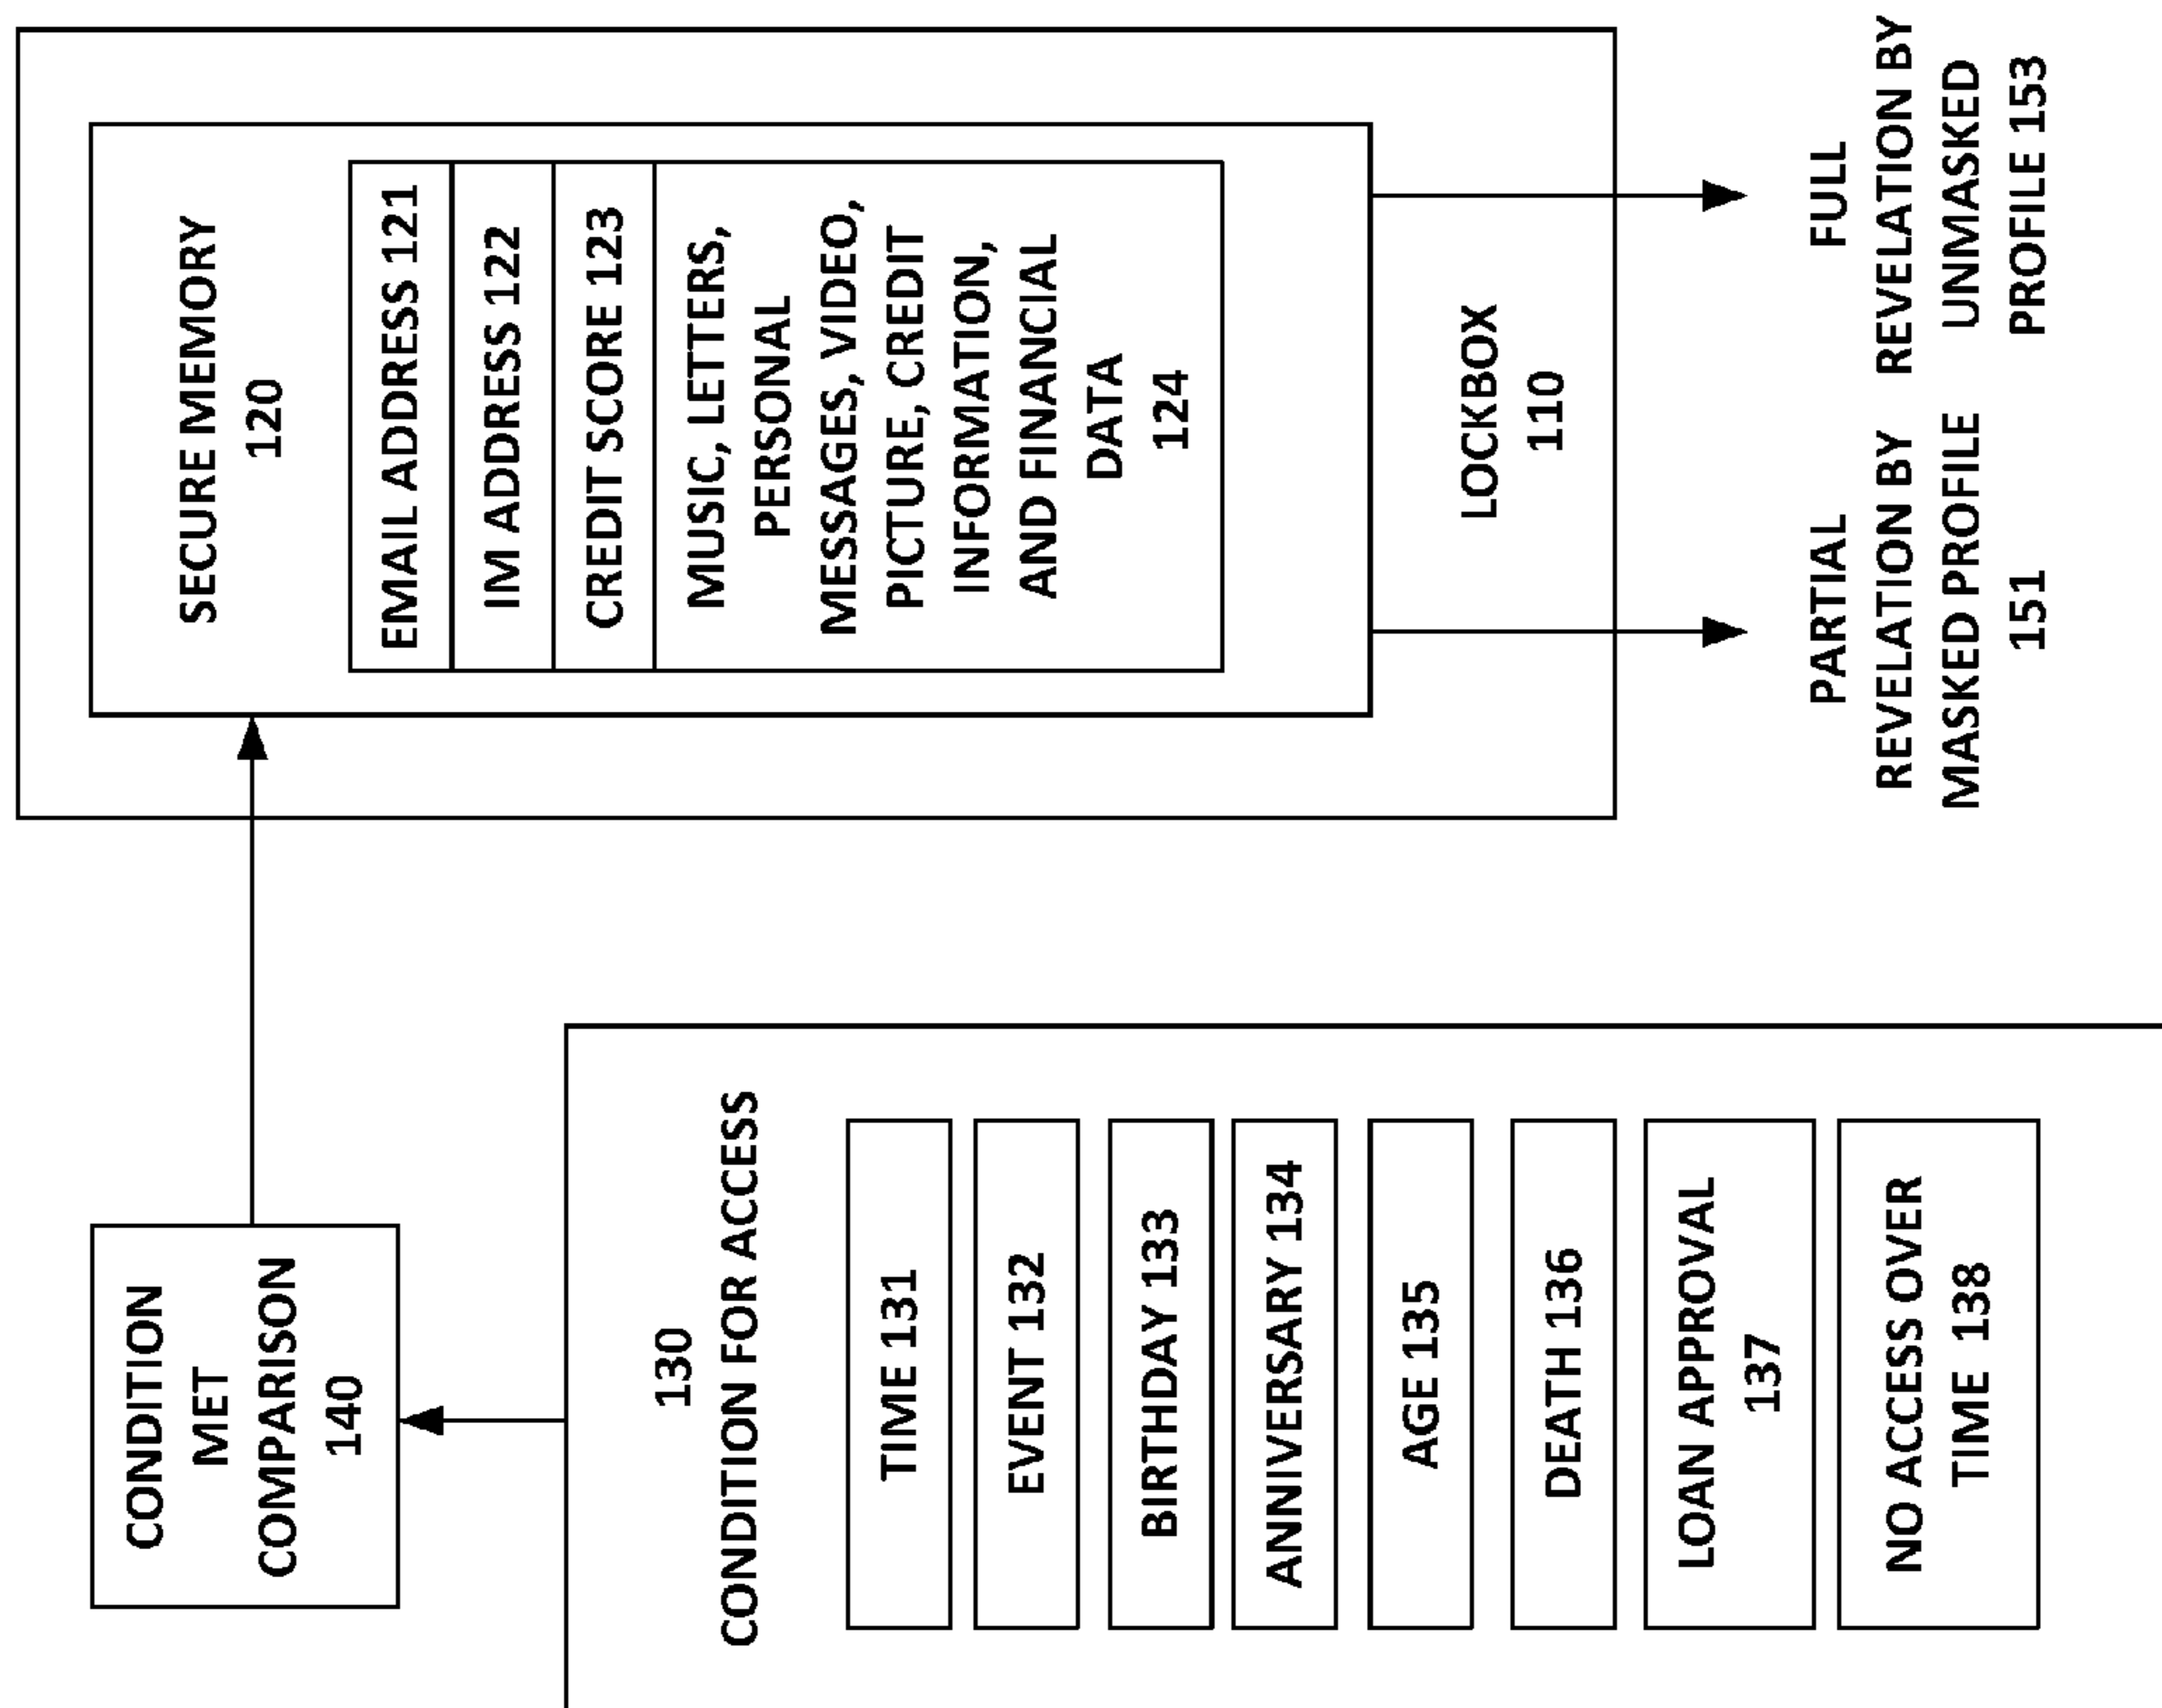 CONDITION
MET
COMPARISON
140
130
CONDITION FOR ACCESS
TIME 131
EVENT 132
BIRTHDAY 133
ANNIVERSARY 134
AGE 135
DEATH 136
LOAN APPROVAL
137
NO ACCESS OVER
TIME 138
SECURE MEMORY
120
EMAIL ADDRESS 121
IM ADDRESS 122
CREDIT SCORE 123
MUSIC, LETTERS,
PERSONAL
MESSAGES, VIDEO,
PICTURE, CREDIT
INFORMATION,
AND FINANCIAL
DATA
124
LOCKBOX
110
PARTIAL
REVELATION BY
MASKED PROFILE
151
FULL
REVELATION BY
UNMASKED
PROFILE 153